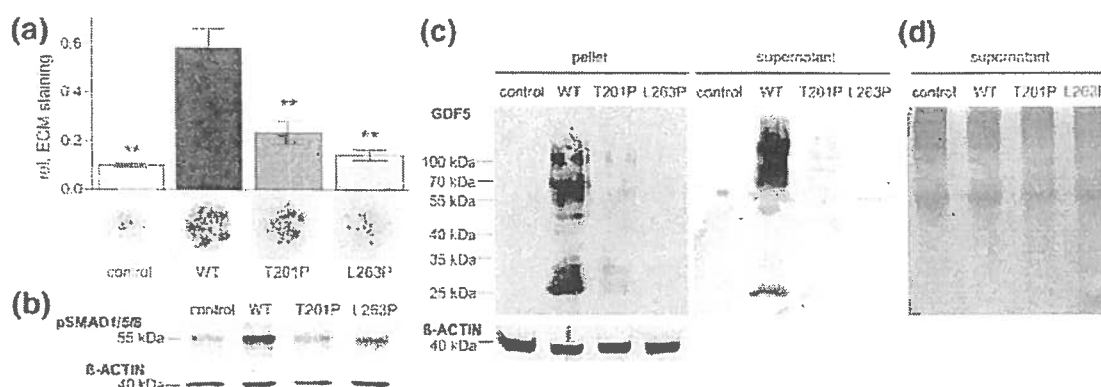 (a)
rel. ECM staining
0.6
0.4
0.2
0.0
** ** **
control WT T201P L263P
(b)
control WT T201P L263P
pSMAD1/5/8
55 kDa
ß-ACTIN
40 kDa
(c)
pellet supernatant
control WT T201P L263P control WT T201P L263P
GDF5
100 kDa
70 kDa
55 kDa
40 kDa
35 kDa
25 kDa
ß-ACTIN
40 kDa
(d)
supernatant
control WT T201P L263P